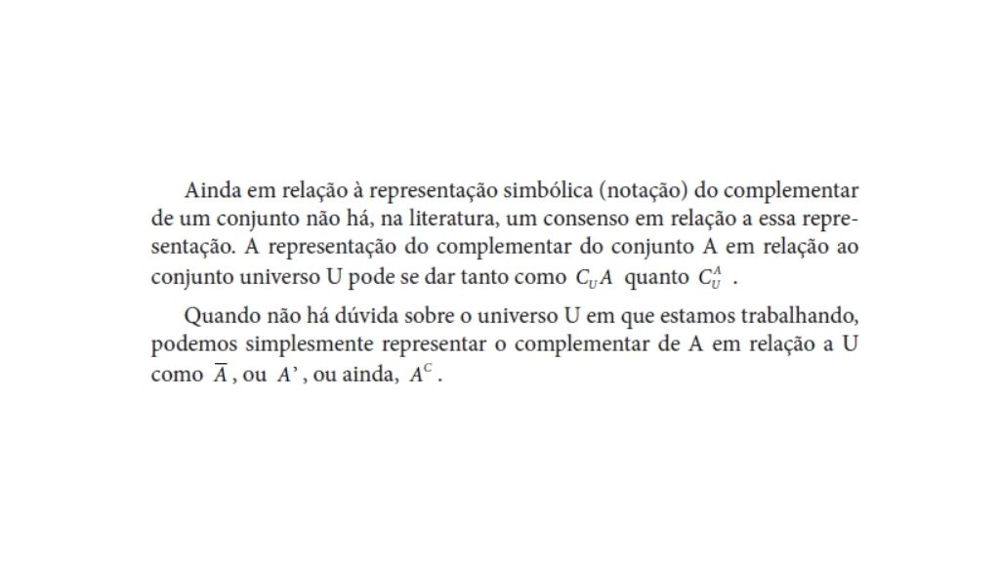 Ainda em relação à representação simbólica (notação) do complementar
de um conjunto não há, na literatura, um consenso em relação a essa repre-
sentação. A representação do complementar do conjunto A em relação ao
conjunto universo U pode se dar tanto como $C_U A$ quanto $C_U^A$ .
Quando não há dúvida sobre o universo U em que estamos trabalhando,
podemos simplesmente representar o complementar de A em relação a U
como $\overline{A}$, ou A’, ou ainda, $A^C$.